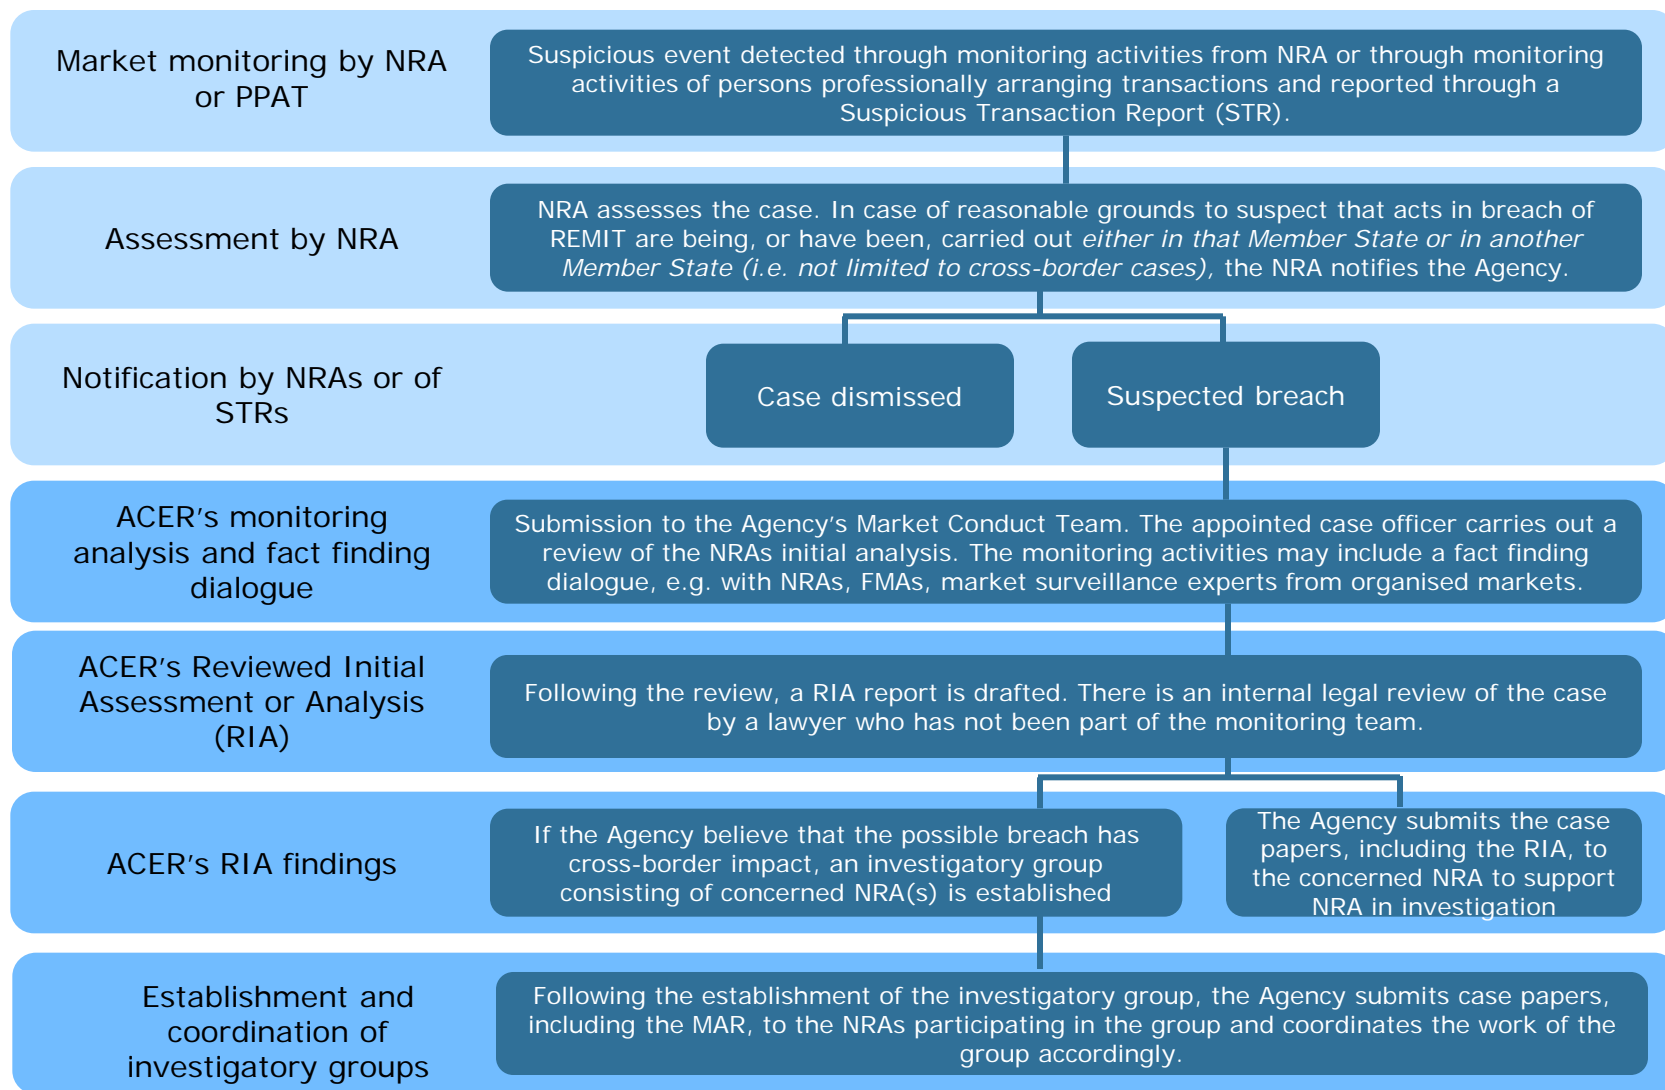 Market monitoring by NRA
or PPAT
Suspicious event detected through monitoring activities from NRA or through monitoring
activities of persons professionally arranging transactions and reported through a
Suspicious Transaction Report (STR).
Assessment by NRA
NRA assesses the case. In case of reasonable grounds to suspect that acts in breach of
REMIT are being, or have been, carried out either in that Member State or in another
Member State (i.e. not limited to cross-border cases), the NRA notifies the Agency.
Notification by NRAs or of
STRs
Case dismissed
Suspected breach
ACER’s monitoring
analysis and fact finding
dialogue
Submission to the Agency’s Market Conduct Team. The appointed case officer carries out a
review of the NRAs initial analysis. The monitoring activities may include a fact finding
dialogue, e.g. with NRAs, FMAs, market surveillance experts from organised markets.
ACER’s Reviewed Initial
Assessment or Analysis
(RIA)
Following the review, a RIA report is drafted. There is an internal legal review of the case
by a lawyer who has not been part of the monitoring team.
ACER’s RIA findings
If the Agency believe that the possible breach has
cross-border impact, an investigatory group
consisting of concerned NRA(s) is established
The Agency submits the case
papers, including the RIA, to
the concerned NRA to support
NRA in investigation
Establishment and
coordination of
investigatory groups
Following the establishment of the investigatory group, the Agency submits case papers,
including the MAR, to the NRAs participating in the group and coordinates the work of the
group accordingly.